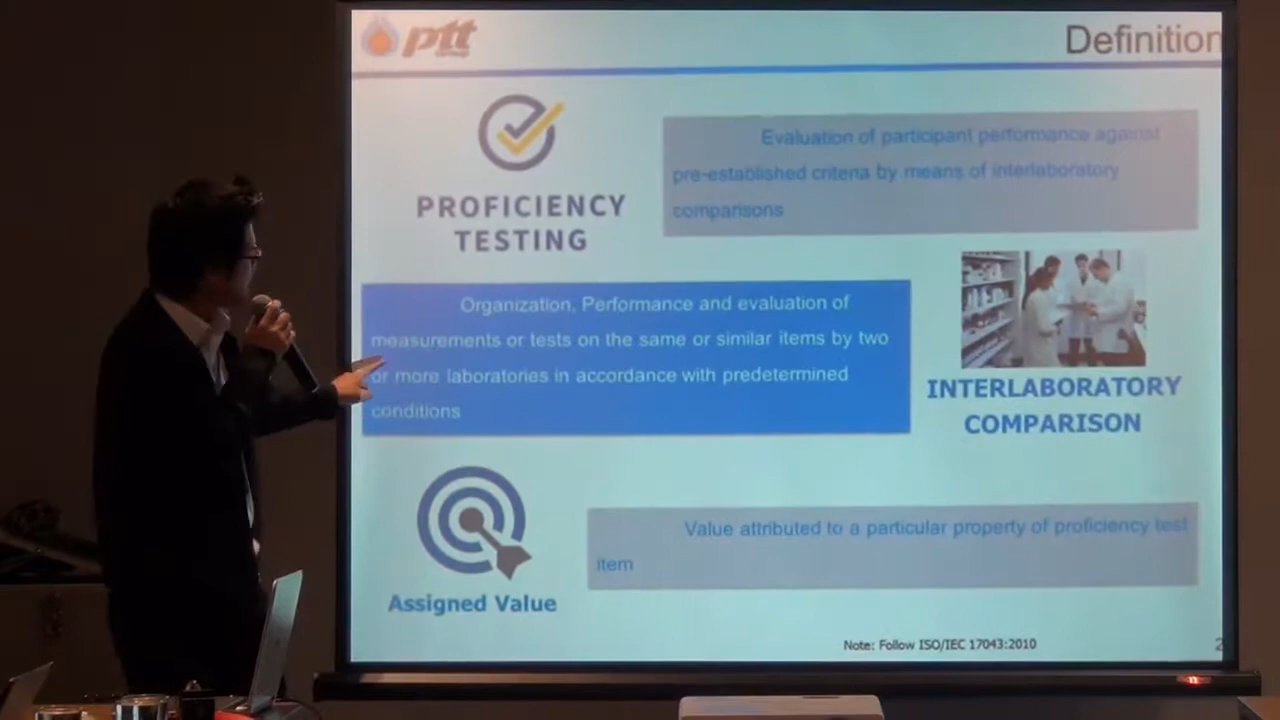 ptt
Group
Definition
PROFICIENCY
TESTING
Evaluation of participant performance against
pre-established criteria by means of interlaboratory
comparisons
Organization, Performance and evaluation of
measurements or tests on the same or similar items by two
or more laboratories in accordance with predetermined
conditions
INTERLABORATORY
COMPARISON
Assigned Value
Value attributed to a particular property of proficiency test
item
Note: Follow ISO/IEC 17043:2010
2